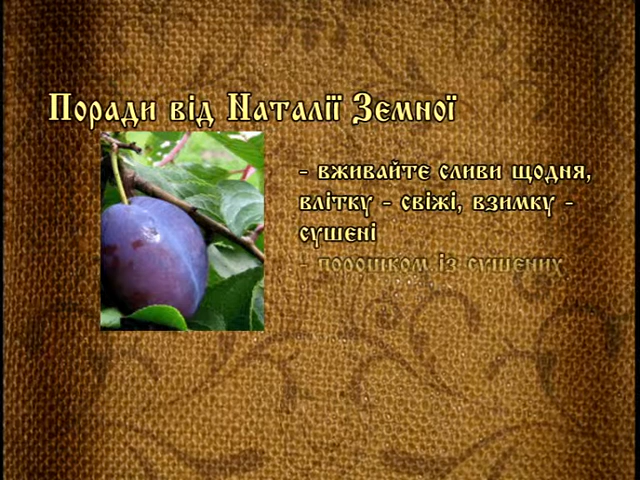 Поради від Наталії Земної
- вживайте сливи щодня,
влітку - свіжі, взимку -
сушені
- порошком із сушених